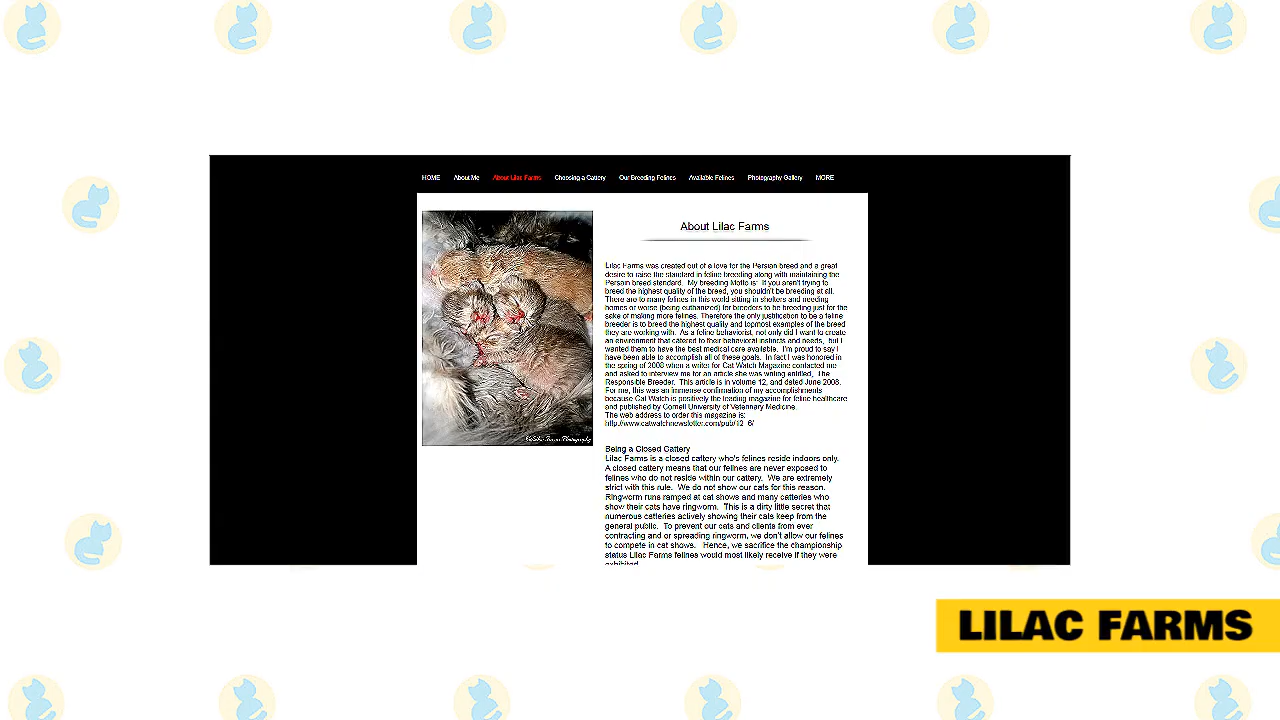 HOME About Me About Lilac Farms Choosing a Cattery Our Breeding Felines Available Felines Photography Gallery MORE
About Lilac Farms
Lilac Farms was created out of a love for the Persian breed and a great
desire to raise the standard in feline breeding along with maintaining the
Persian breed standard. My breeding Motto is: If you aren't trying to
breed the highest quality of the breed, you shouldn't be breeding at all.
There are to many felines in this world sitting in shelters and needing
homes or worse (being euthanized) for breeders to be breeding just for the
sake of making more felines. Therefore the only justification to be a feline
breeder is to breed the highest quality and topmost examples of the breed
they are working with. As a feline behaviorist, not only did I want to create
an environment that catered to their behavioral instincts and needs, but I
wanted them to have the best medical care available. I'm proud to say I
have been able to accomplish all of these goals. In fact I was honored in
the spring of 2008 when a writer for Cat Watch Magazine contacted me
and asked to interview me for an article she was writing entitled, The
Responsible Breeder. This article is in volume 12, and dated June 2008.
For me, this was an immense confirmation of my accomplishments
because Cat Watch is positively the leading magazine for feline healthcare
and published by Cornell University of Veterinary Medicine.
The web address to order this magazine is:
http://www.catwatchnewsletter.com/pub/12_6/
Being a Closed Cattery
Lilac Farms is a closed cattery who's felines reside indoors only.
A closed cattery means that our felines are never exposed to
felines who do not reside within our cattery. We are extremely
strict with this rule. We do not show our cats for this reason.
Ringworm runs ramped at cat shows and many catteries who
show their cats have ringworm. This is a dirty little secret that
numerous catteries actively showing their cats keep from the
general public. To prevent our cats and clients from ever
contracting and or spreading ringworm, we don't allow our felines
to compete in cat shows. Hence, we sacrifice the championship
status Lilac Farms felines would most likely receive if they were
exhibited.
LILAC FARMS